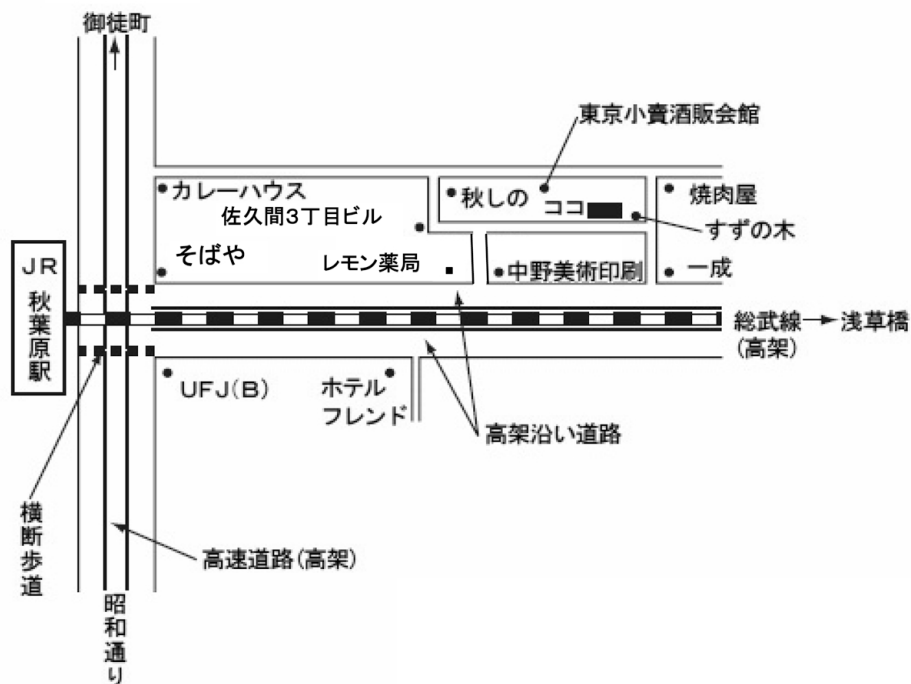 御徒町
東京小賣酒販会館
カレーハウス
秋しの
焼肉屋
ココ
佐久間3丁目ビル
すずの木
そばや
レモン薬局
中野美術印刷
一成
JR
秋葉原駅
総武線
(高架)
浅草橋
UFJ(B)
ホテル
フレンド
高架沿い道路
横断歩道
高速道路(高架)
昭和通り